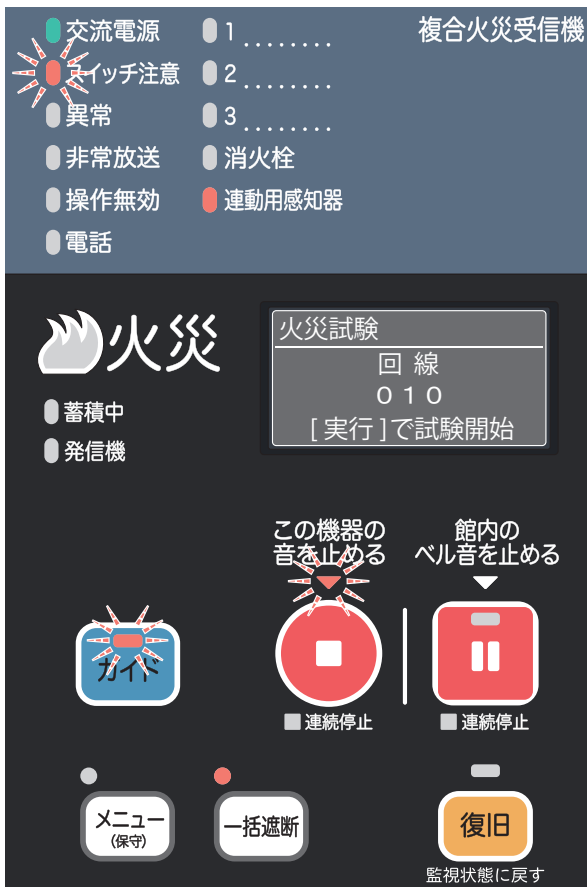 交流電源
スイッチ注意
異常
非常放送
操作無効
電話
1 ........
2 ........
3 ........
消火栓
連動用感知器
複合火災受信機
火災
蓄積中
発信機
火災試験
回 線
０１０
[ 実行 ]で試験開始
この機器の
音を止める
館内の
ベル音を止める
ガイド
連続停止
連続停止
メニュー
(保守)
一括遮断
復旧
監視状態に戻す